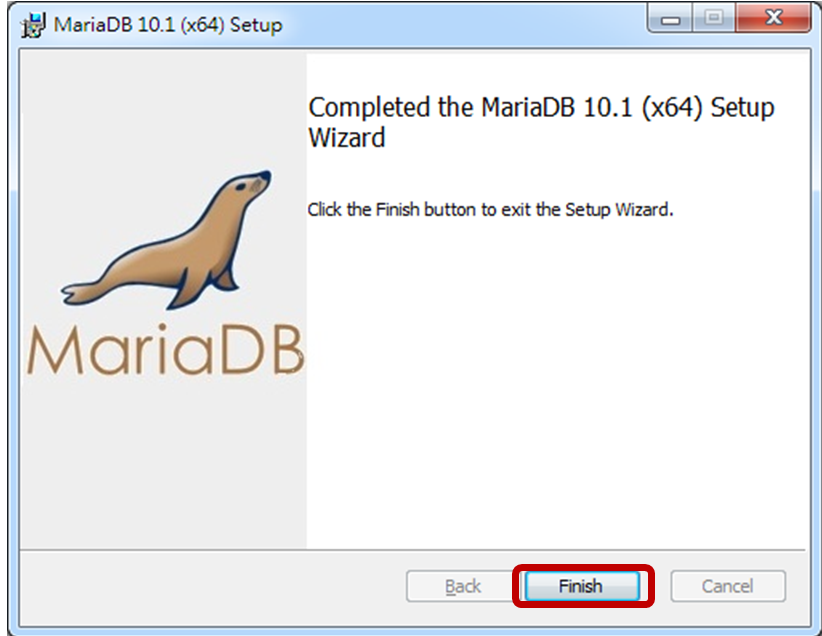 MariaDB 10.1 (x64) Setup
Completed the MariaDB 10.1 (x64) Setup
Wizard
Click the Finish button to exit the Setup Wizard.
MariaDB
Back
Finish
Cancel